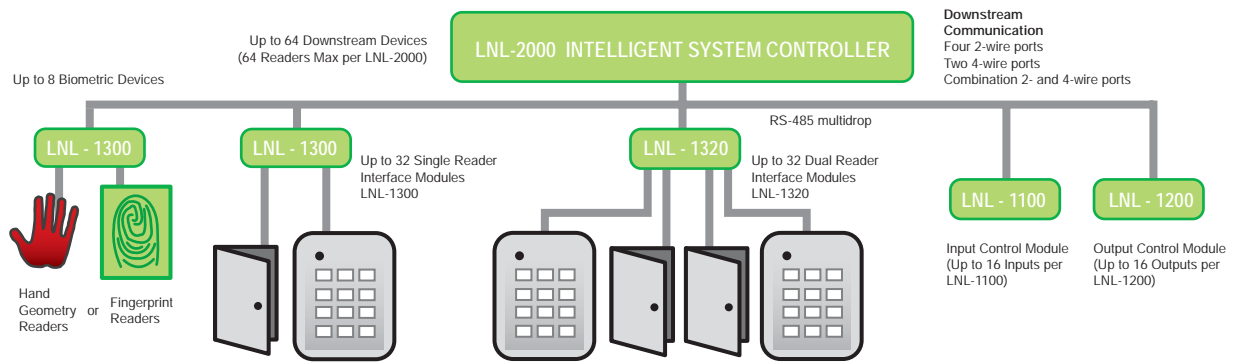 Up to 64 Downstream Devices
(64 Readers Max per LNL-2000)
LNL-2000 INTELLIGENT SYSTEM CONTROLLER
Downstream
Communication
Four 2-wire ports
Two 4-wire ports
Combination 2- and 4-wire ports
Up to 8 Biometric Devices
RS-485 multidrop
LNL - 1300
Hand
Geometry
Readers
or
Fingerprint
Readers
LNL - 1300
Up to 32 Single Reader
Interface Modules
LNL-1300
LNL - 1320
Up to 32 Dual Reader
Interface Modules
LNL-1320
LNL - 1100
Input Control Module
(Up to 16 Inputs per
LNL-1100)
LNL - 1200
Output Control Module
(Up to 16 Outputs per
LNL-1200)